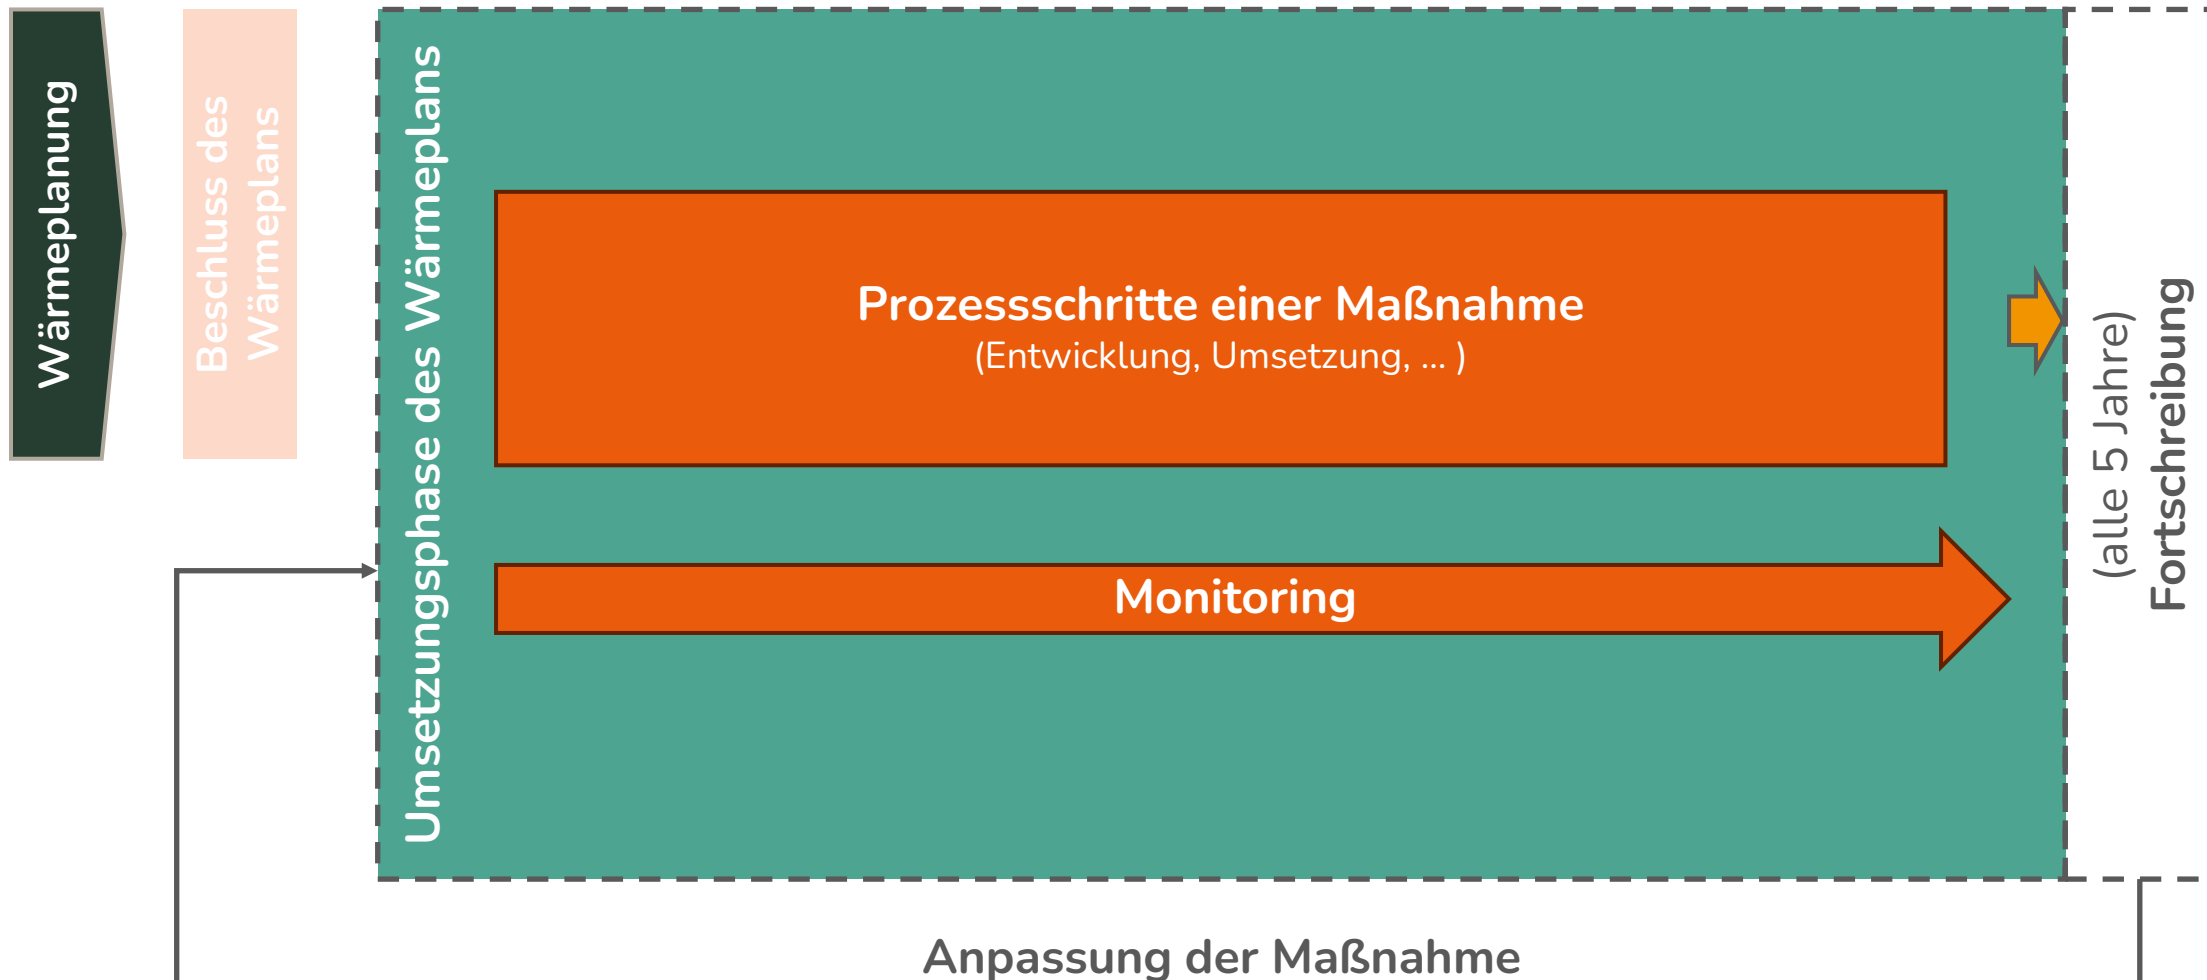 Wärmeplanung
Beschluss des
Wärmeplans
Umsetzungsphase des Wärmeplans
Prozessschritte einer Maßnahme
(Entwicklung, Umsetzung, ... )
Monitoring
(alle 5 Jahre)
Fortschreibung
Anpassung der Maßnahme